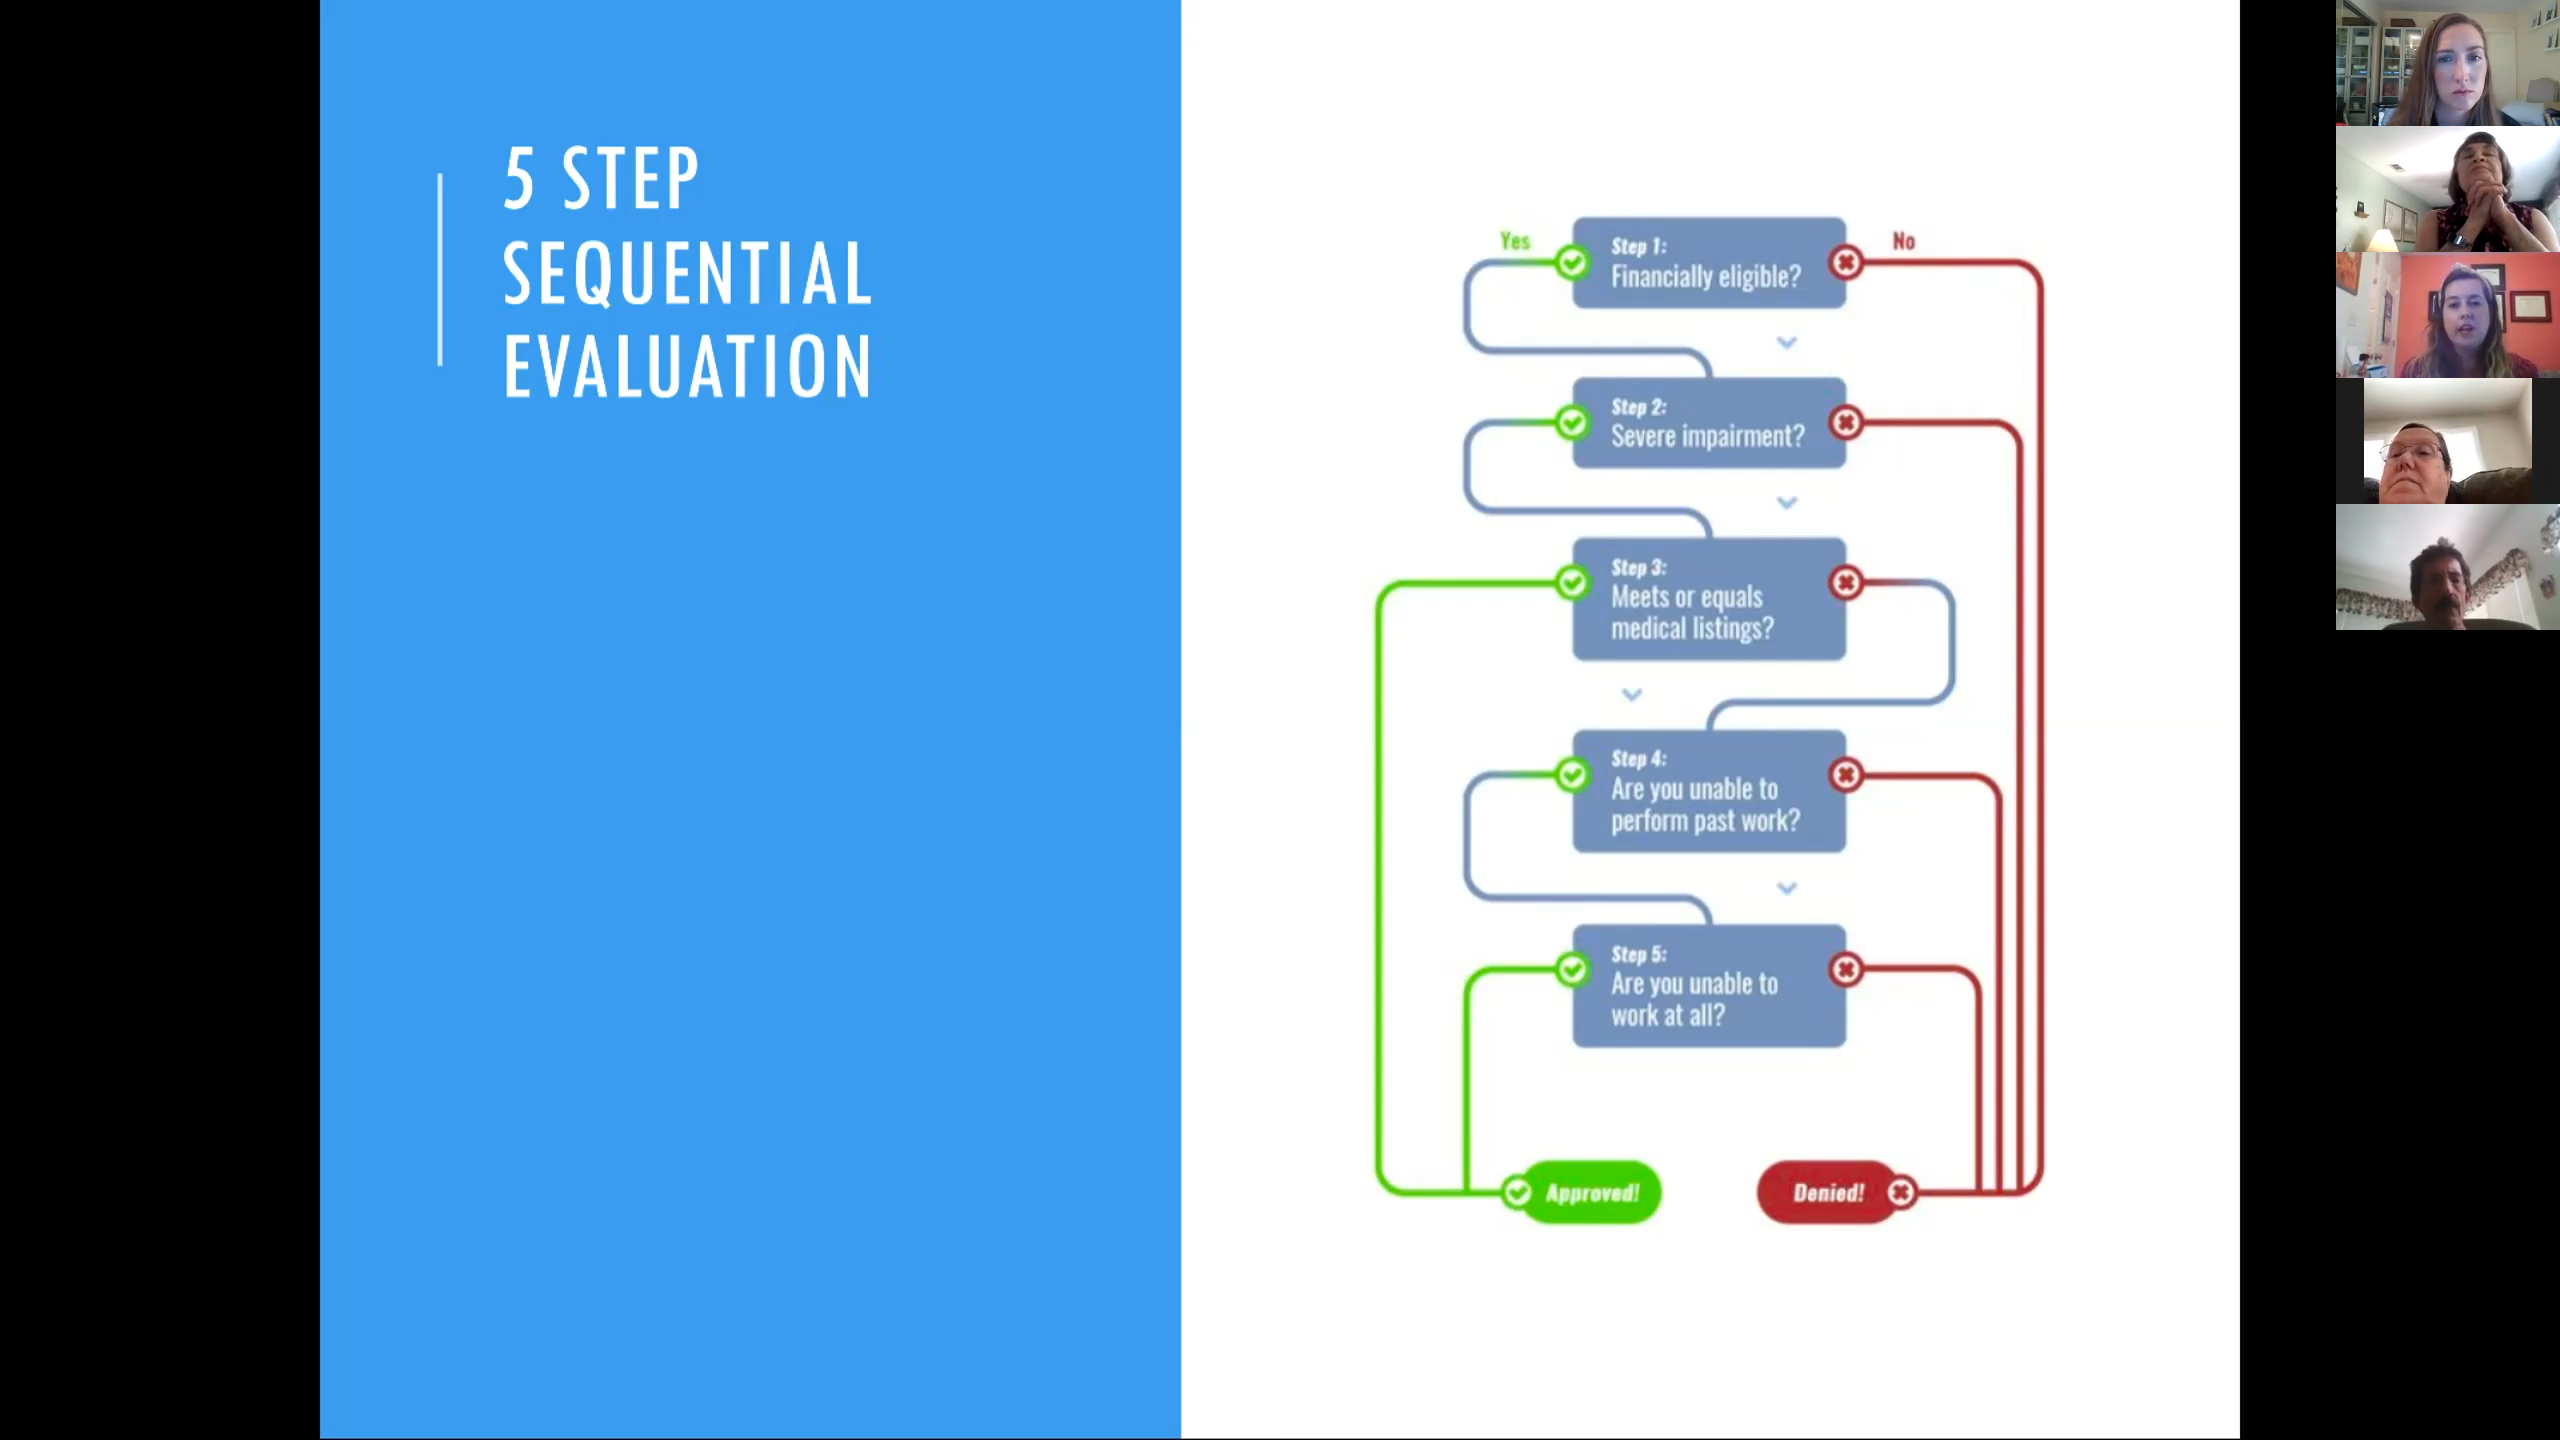 5 STEP
SEQUENTIAL
EVALUATION
Yes
No
Step 1:
Financially eligible?
Step 2:
Severe impairment?
Step 3:
Meets or equals
medical listings?
Step 4:
Are you unable to
perform past work?
Step 5:
Are you unable to
work at all?
Approved!
Denied!